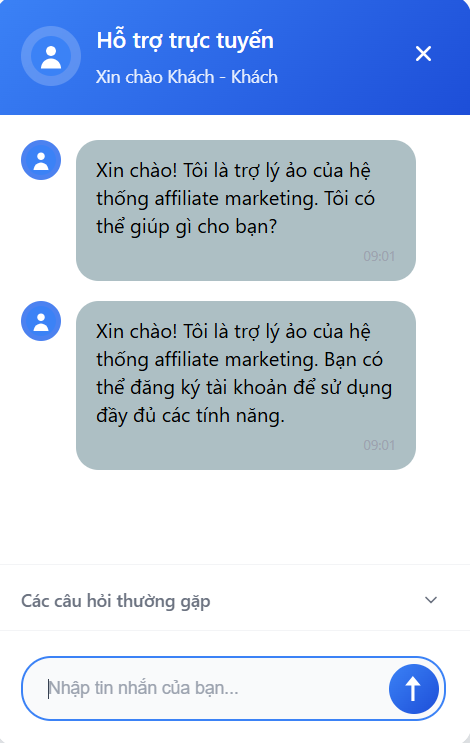 Hỗ trợ trực tuyến
Xin chào Khách - Khách
Xin chào! Tôi là trợ lý ảo của hệ
thống affiliate marketing. Tôi có
thể giúp gì cho bạn?
09:01
Xin chào! Tôi là trợ lý ảo của hệ
thống affiliate marketing. Bạn có
thể đăng ký tài khoản để sử dụng
đầy đủ các tính năng.
09:01
Các câu hỏi thường gặp
Nhập tin nhắn của bạn...